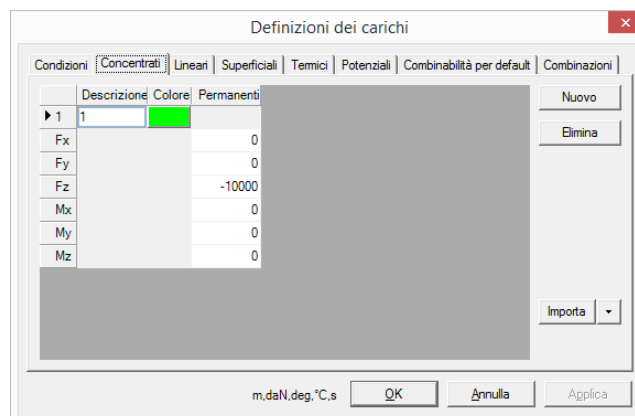 Definizioni dei carichi
Condizioni Concentrati Lineari Superficiali Termici Potenziali Combinabilità per default Combinazioni
Descrizione Colore Permanenti
1 1
Fx 0
Fy 0
Fz -10000
Mx 0
My 0
Mz 0
Nuovo
Elimina
Importa
m,daN,deg,°C,s OK Annulla Applica